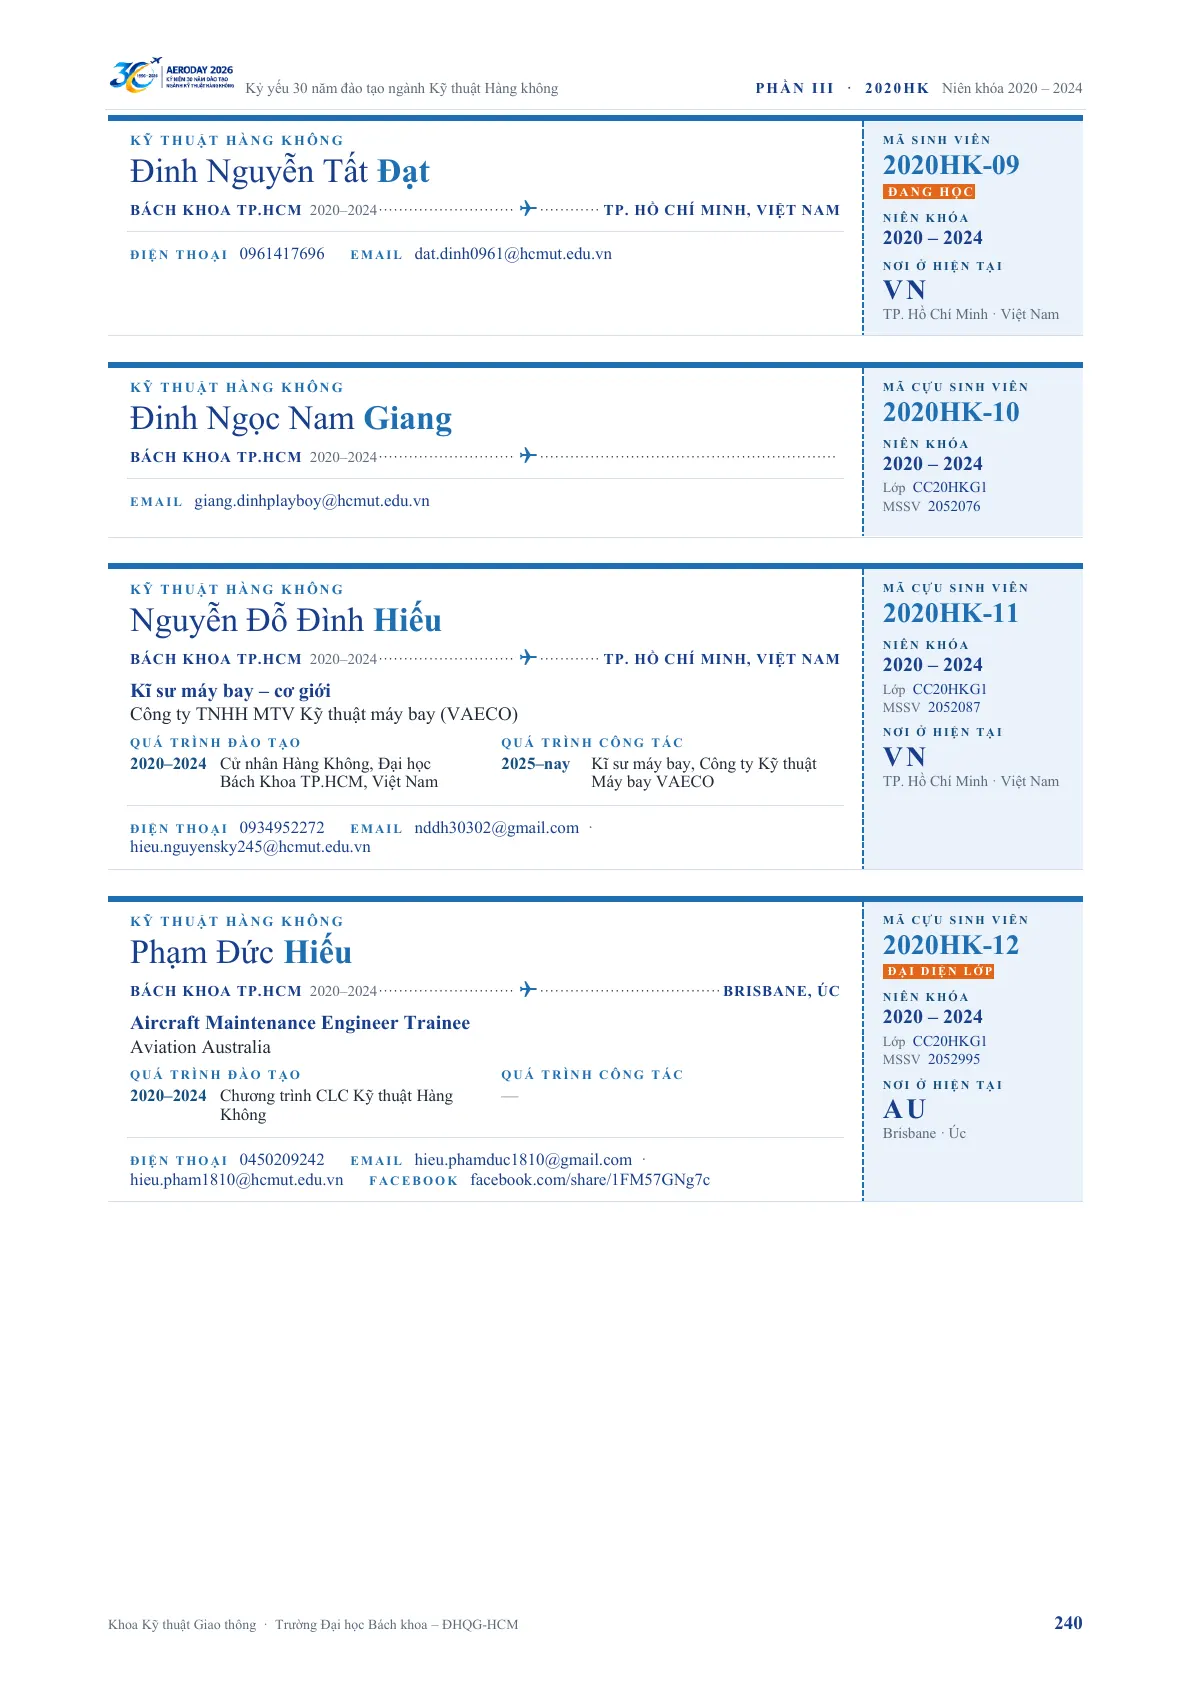 30
1996 - 2026
AERODAY 2026
KỶ NIỆM 30 NĂM ĐÀO TẠO
NGÀNH KỸ THUẬT HÀNG KHÔNG
Kỷ yếu 30 năm đào tạo ngành Kỹ thuật Hàng không
PHẦN III · 2020HK Niên khóa 2020 – 2024
KỸ THUẬT HÀNG KHÔNG
Đinh Nguyễn Tất Đạt
BÁCH KHOA TP.HCM 2020–2024 TP. HỒ CHÍ MINH, VIỆT NAM
ĐIỆN THOẠI 0961417696 EMAIL dat.dinh0961@hcmut.edu.vn
MÃ SINH VIÊN
2020HK-09
ĐANG HỌC
NIÊN KHÓA
2020 – 2024
NƠI Ở HIỆN TẠI
VN
TP. Hồ Chí Minh · Việt Nam
KỸ THUẬT HÀNG KHÔNG
Đinh Ngọc Nam Giang
BÁCH KHOA TP.HCM 2020–2024
EMAIL giang.dinhplayboy@hcmut.edu.vn
MÃ CỰU SINH VIÊN
2020HK-10
NIÊN KHÓA
2020 – 2024
Lớp CC20HKG1
MSSV 2052076
KỸ THUẬT HÀNG KHÔNG
Nguyễn Đỗ Đình Hiếu
BÁCH KHOA TP.HCM 2020–2024 TP. HỒ CHÍ MINH, VIỆT NAM
Kĩ sư máy bay – cơ giới
Công ty TNHH MTV Kỹ thuật máy bay (VAECO)
QUÁ TRÌNH ĐÀO TẠO
2020–2024 Cử nhân Hàng Không, Đại học
Bách Khoa TP.HCM, Việt Nam
QUÁ TRÌNH CÔNG TÁC
2025–nay Kĩ sư máy bay, Công ty Kỹ thuật
Máy bay VAECO
ĐIỆN THOẠI 0934952272 EMAIL nddh30302@gmail.com ·
hieu.nguyensky245@hcmut.edu.vn
MÃ CỰU SINH VIÊN
2020HK-11
NIÊN KHÓA
2020 – 2024
Lớp CC20HKG1
MSSV 2052087
NƠI Ở HIỆN TẠI
VN
TP. Hồ Chí Minh · Việt Nam
KỸ THUẬT HÀNG KHÔNG
Phạm Đức Hiếu
BÁCH KHOA TP.HCM 2020–2024 BRISBANE, ÚC
Aircraft Maintenance Engineer Trainee
Aviation Australia
QUÁ TRÌNH ĐÀO TẠO
2020–2024 Chương trình CLC Kỹ thuật Hàng
Không
QUÁ TRÌNH CÔNG TÁC
—
ĐIỆN THOẠI 0450209242 EMAIL hieu.phamduc1810@gmail.com ·
hieu.pham1810@hcmut.edu.vn FACEBOOK facebook.com/share/1FM57GNg7c
MÃ CỰU SINH VIÊN
2020HK-12
ĐẠI DIỆN LỚP
NIÊN KHÓA
2020 – 2024
Lớp CC20HKG1
MSSV 2052995
NƠI Ở HIỆN TẠI
AU
Brisbane · Úc
Khoa Kỹ thuật Giao thông · Trường Đại học Bách khoa – ĐHQG-HCM
240